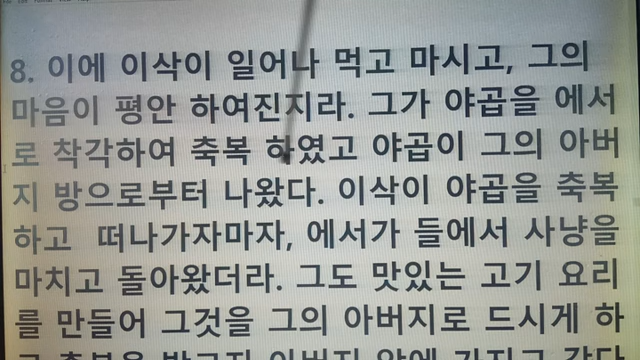 8. 이에 이삭이 일어나 먹고 마시고, 그의
마음이 평안 하여진지라. 그가 야곱을 에서
로 착각하여 축복 하였고 야곱이 그의 아버
지 방으로부터 나왔다. 이삭이 야곱을 축복
하고 떠나가자마자, 에서가 들에서 사냥을
마치고 돌아왔더라. 그도 맛있는 고기 요리
를 만들어 그것을 그의 아버지로 드시게 하